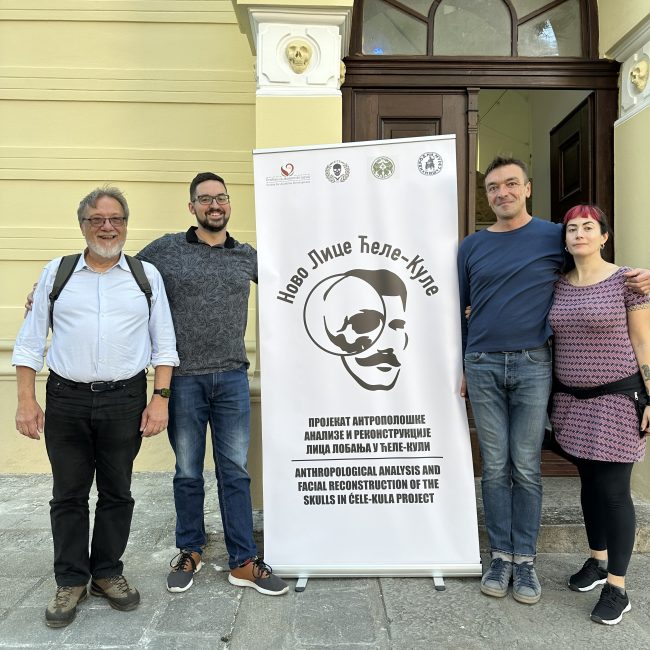 Ново Лице Ћеле-Куле
ПРОЈЕКАТ АНТРОПОЛОШКЕ
АНАЛИЗЕ И РЕКОНСТРУКЦИЈЕ
ЛИЦА ЛОБАЊА У ЋЕЛЕ-КУЛИ
ANTHROPOLOGICAL ANALYSIS AND
FACIAL RECONSTRUCTION OF THE
SKULLS IN ĆELE-KULA PROJECT